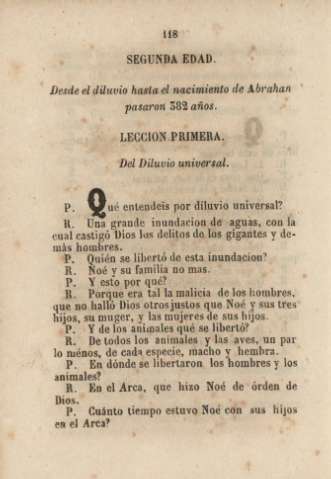 118
SEGUNDA EDAD.
Desde el diluvio hasta el nacimiento de Abrahan
pasaron 382 años.
LECCION PRIMERA.
Del Diluvio universal.
P. Qué entendeis por diluvio universal?
R. Una grande inundacion de aguas, con la
cual castigó Dios los delitos de los gigantes y de-
más hombres.
P. Quién se libertó de esta inundacion?
R. Noé y su familia no mas.
P. Y esto por qué?
R. Porque era tal la malicia de los hombres,
que no halló Dios otros justos que Noé y sus tres
hijos, su muger, y las mujeres de sus hijos.
P. Y de los animales qué se libertó?
R. De todos los animales y las aves, un par
lo ménos, de cada especie, macho y hembra.
P. En dónde se libertaron los hombres y los
animales?
R. En el Arca, que hizo Noé de órden de
Dios.
P. Cuánto tiempo estuvo Noé con sus hijos
en el Arca?